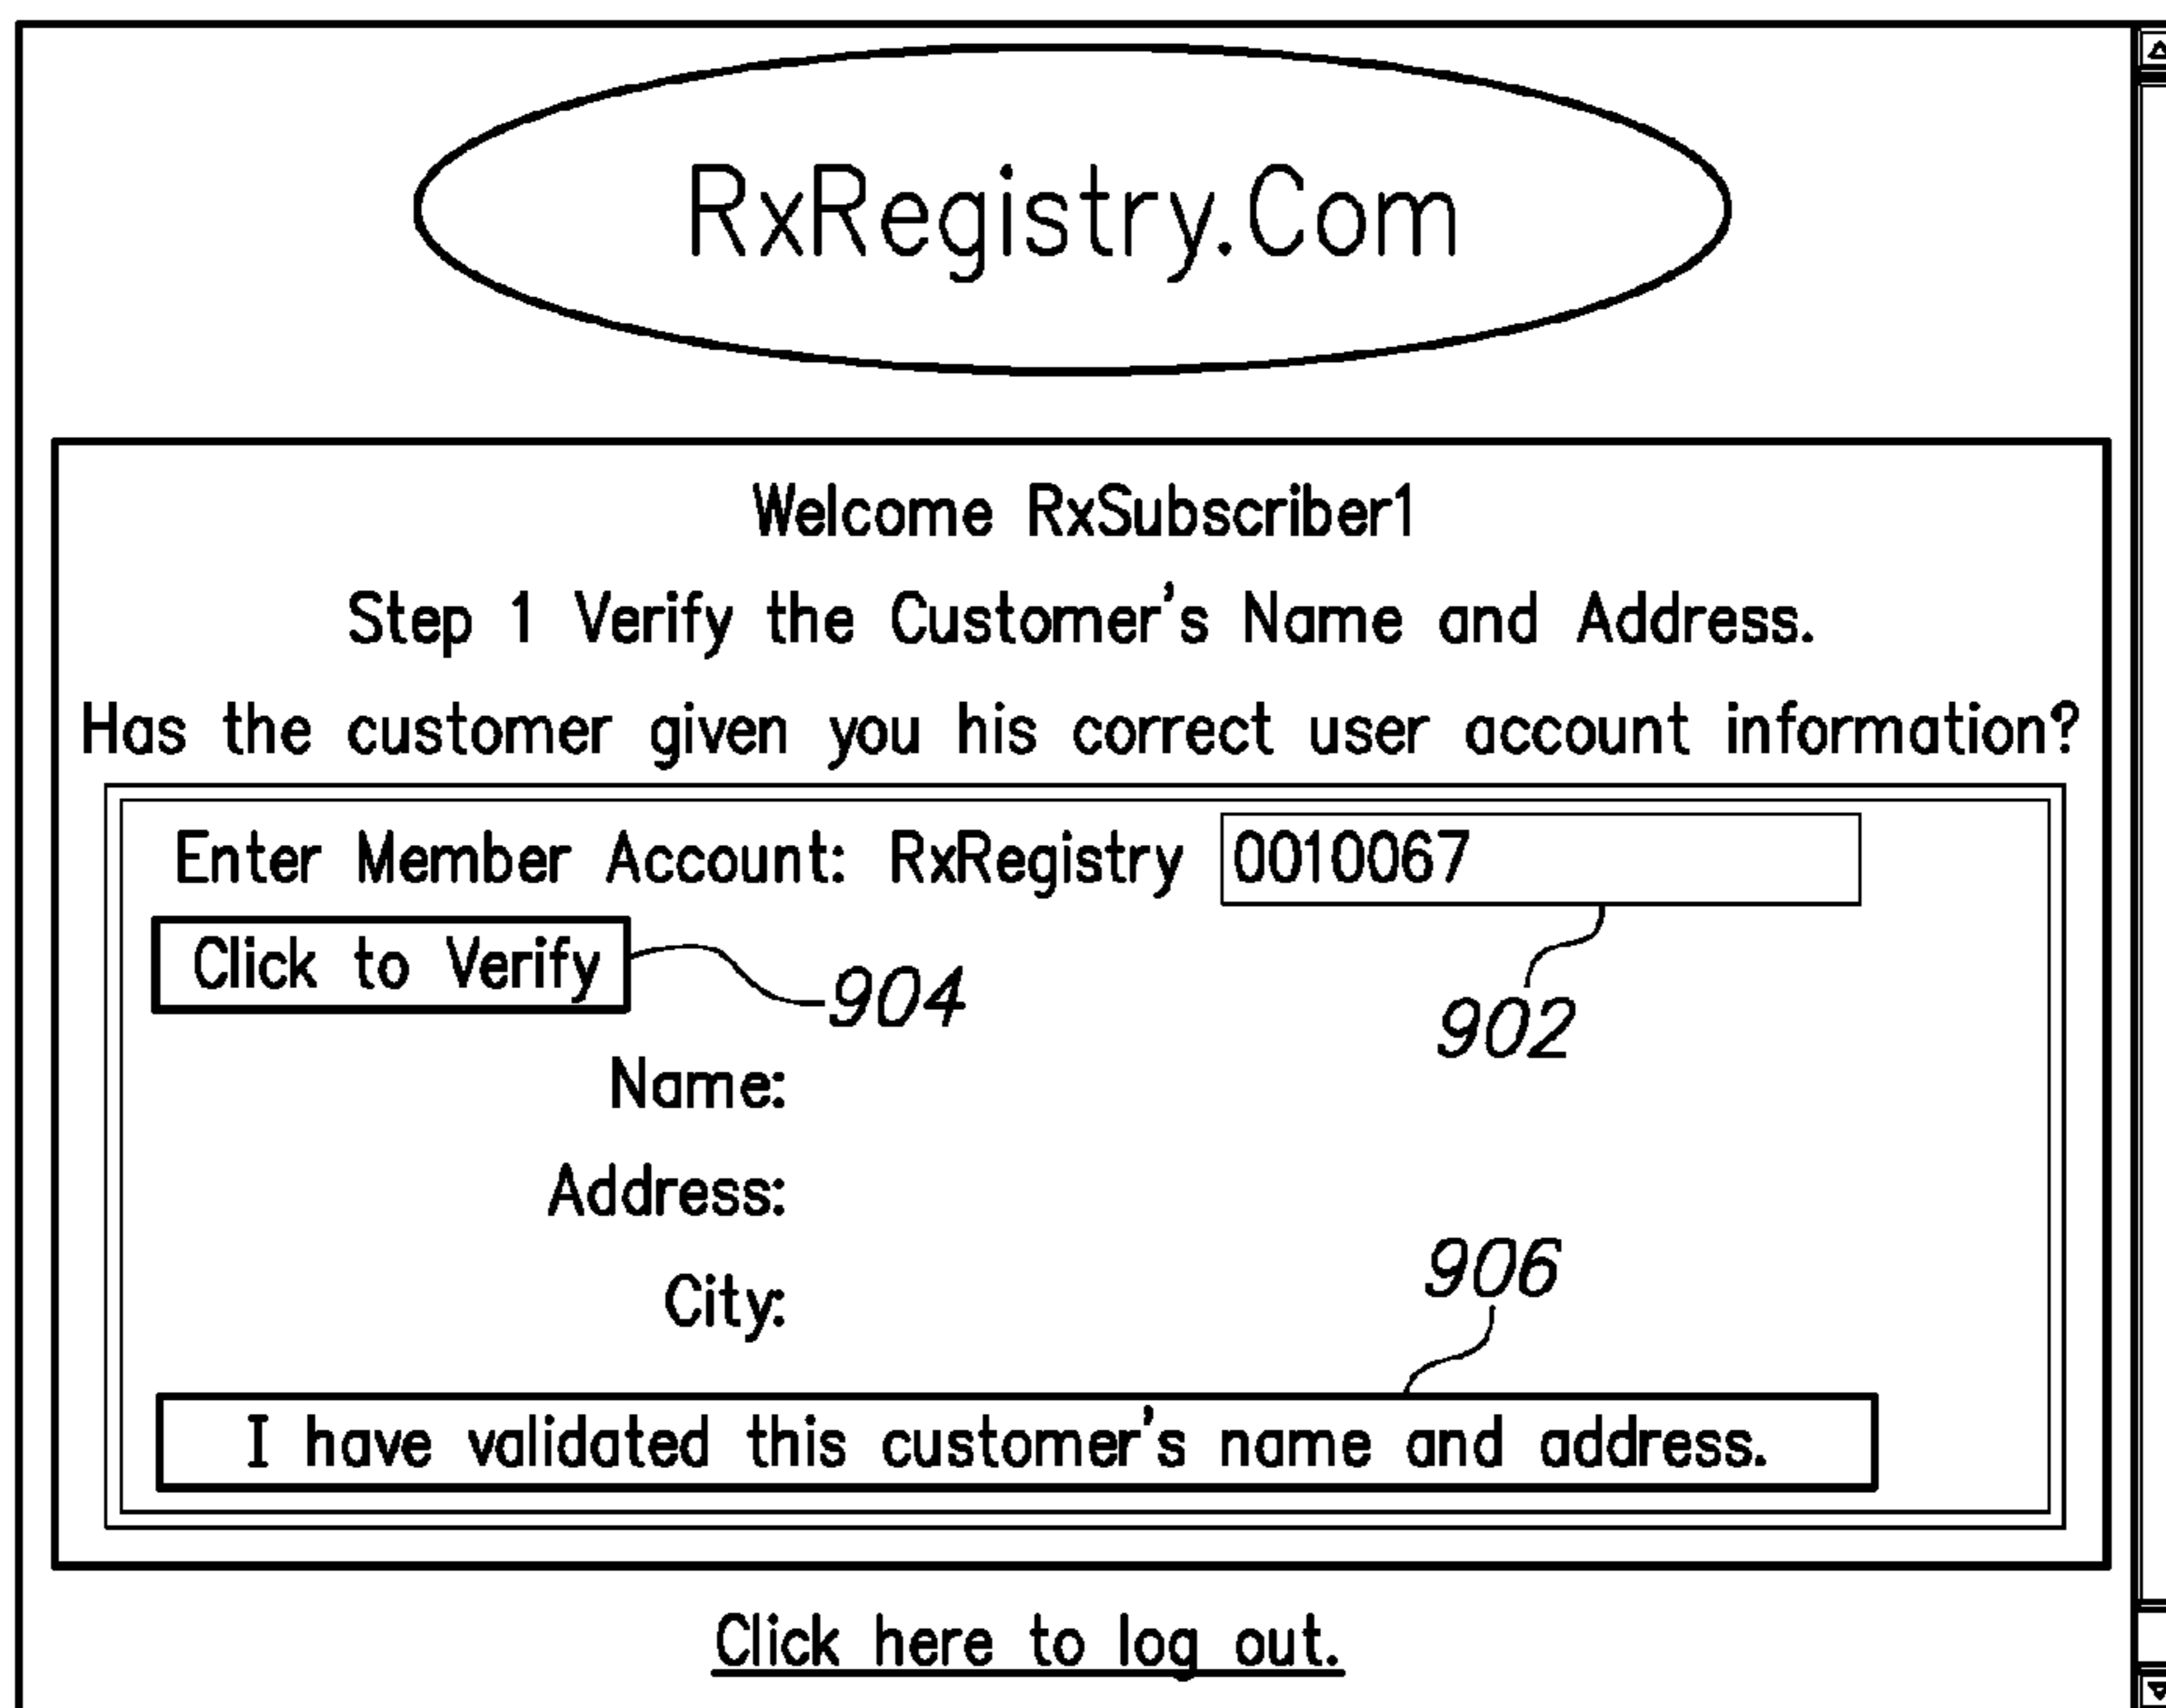 RxRegistry.Com
Welcome RxSubscriber1
Step 1 Verify the Customer's Name and Address.
Has the customer given you his correct user account information?
Enter Member Account: RxRegistry 0010067
Click to Verify
904
902
Name:
Address:
906
City:
I have validated this customer's name and address.
Click here to log out.